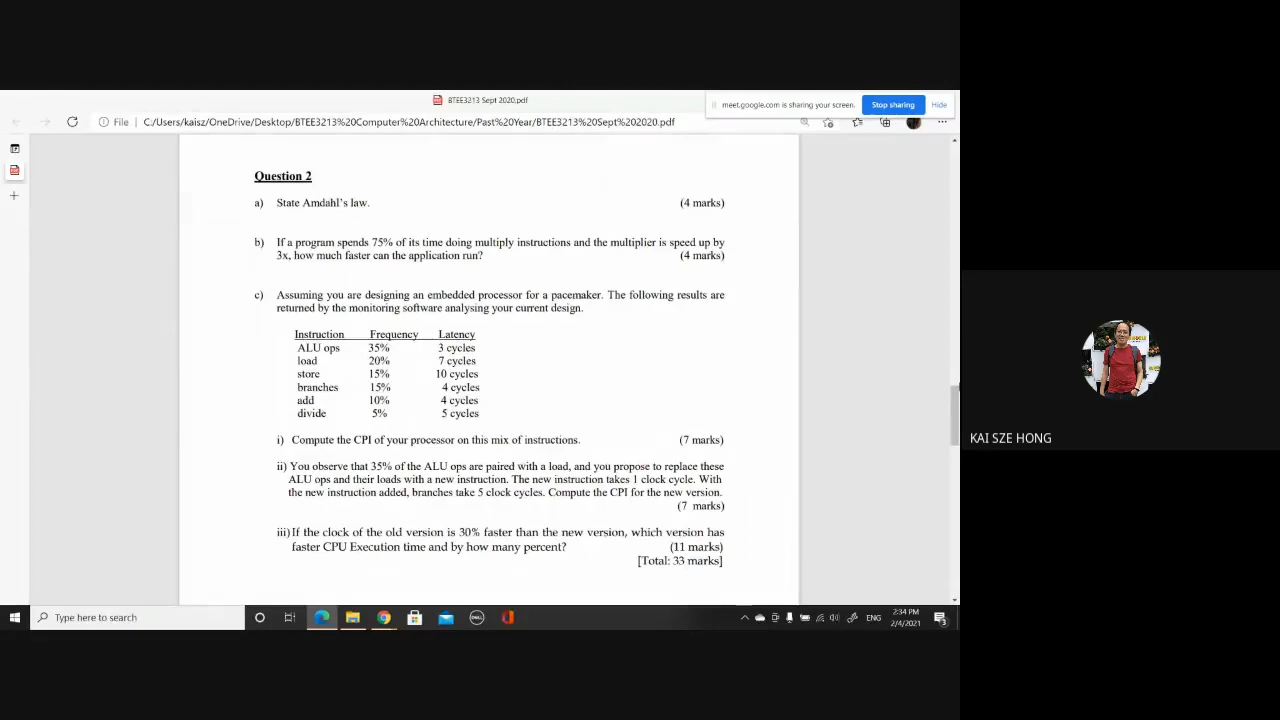 BTEE3213 Sept 2020.pdf
meet.google.com is sharing your screen.
Stop sharing
Hide
File
C:/Users/kaisz/OneDrive/Desktop/BTEE3213%20Computer%20Architecture/Past%20Year/BTEE3213%20Sept%202020.pdf
Question 2
a) State Amdahl's law. (4 marks)
b) If a program spends 75% of its time doing multiply instructions and the multiplier is speed up by
3x, how much faster can the application run? (4 marks)
c) Assuming you are designing an embedded processor for a pacemaker. The following results are
returned by the monitoring software analysing your current design.
Instruction Frequency Latency
ALU ops 35% 3 cycles
load 20% 7 cycles
store 15% 10 cycles
branches 15% 4 cycles
add 10% 4 cycles
divide 5% 5 cycles
i) Compute the CPI of your processor on this mix of instructions. (7 marks)
ii) You observe that 35% of the ALU ops are paired with a load, and you propose to replace these
ALU ops and their loads with a new instruction. The new instruction takes 1 clock cycle. With
the new instruction added, branches take 5 clock cycles. Compute the CPI for the new version.
(7 marks)
iii) If the clock of the old version is 30% faster than the new version, which version has
faster CPU Execution time and by how many percent? (11 marks)
[Total: 33 marks]
KAI SZE HONG
Type here to search
DELL
ENG
2:34 PM
2/4/2021
3